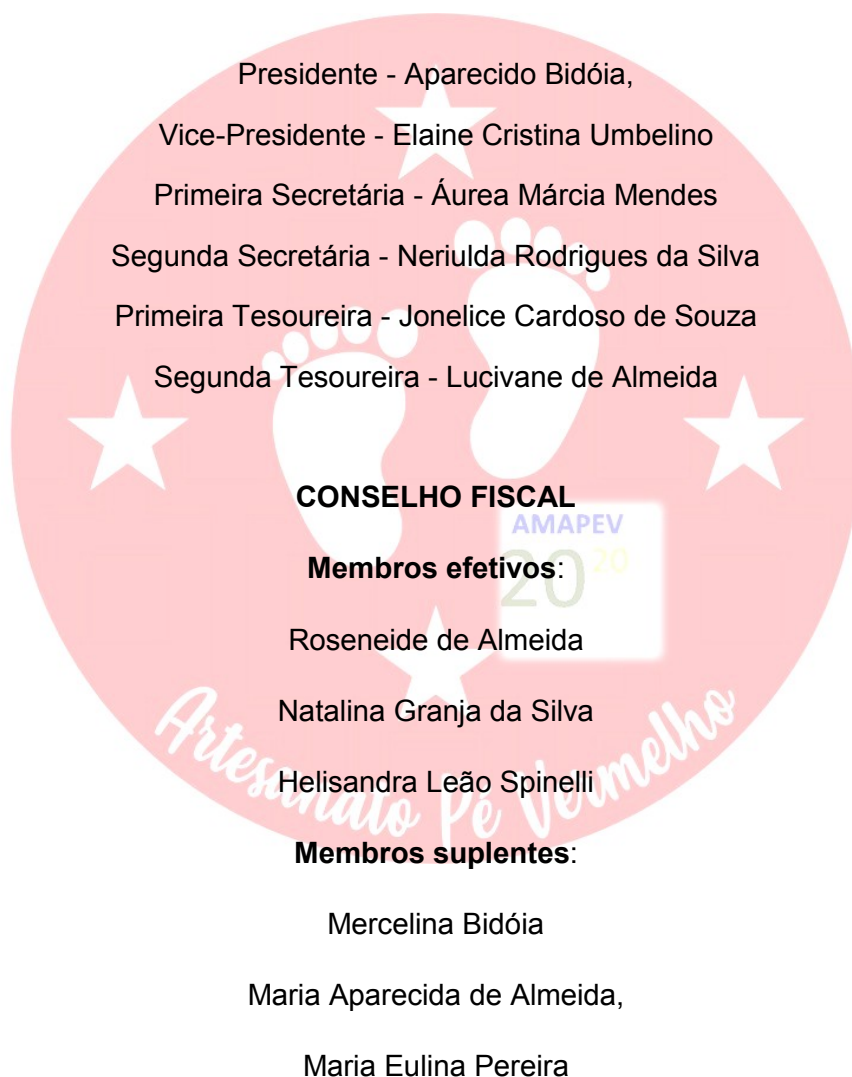 Presidente - Aparecido Bidóia,
Vice-Presidente - Elaine Cristina Umbelino
Primeira Secretária - Áurea Márcia Mendes
Segunda Secretária - Neriulda Rodrigues da Silva
Primeira Tesoureira - Jonelice Cardoso de Souza
Segunda Tesoureira - Lucivane de Almeida
CONSELHO FISCAL
AMAPEV
20 20
Membros efetivos:
Roseneide de Almeida
Natalina Granja da Silva
Helisandra Leão Spinelli
Artesanato Pé Vermelho
Membros suplentes:
Mercelina Bidóia
Maria Aparecida de Almeida,
Maria Eulina Pereira